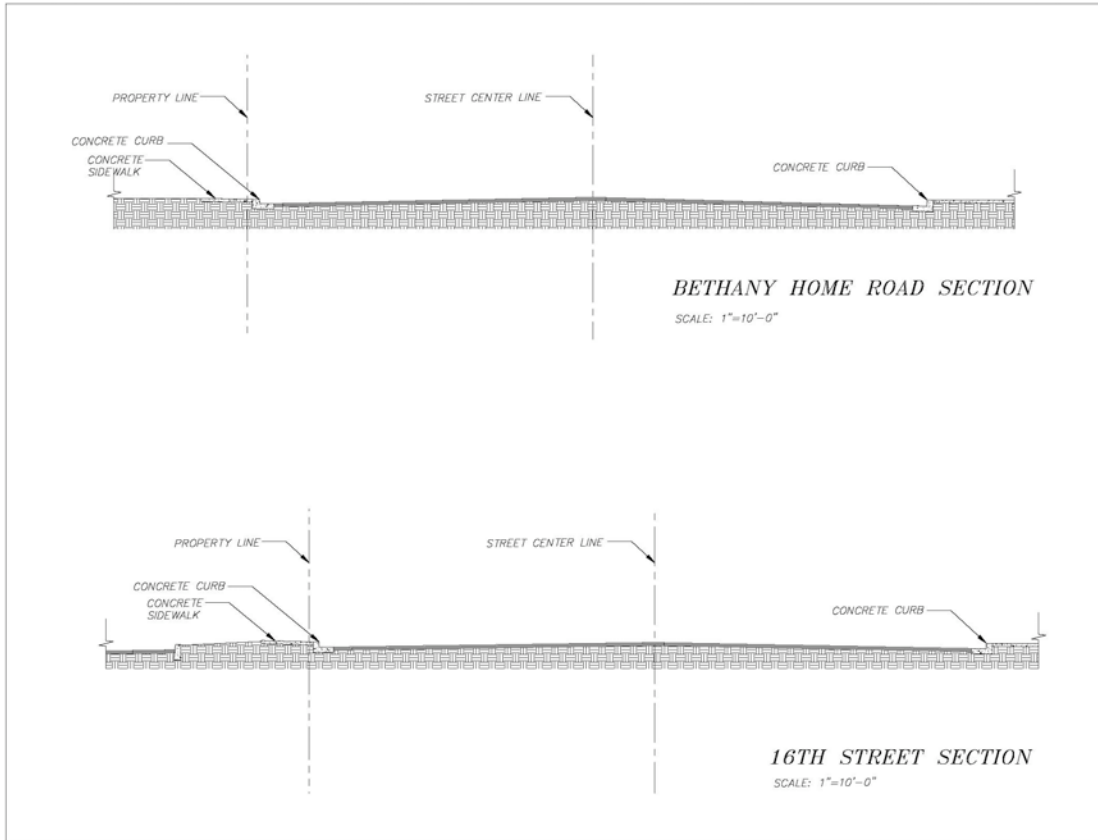 PROPERTY LINE
STREET CENTER LINE
CONCRETE CURB
CONCRETE
SIDEWALK
CONCRETE CURB
BETHANY HOME ROAD SECTION
SCALE: 1"=10'-0"
PROPERTY LINE
STREET CENTER LINE
CONCRETE CURB
CONCRETE
SIDEWALK
CONCRETE CURB
16TH STREET SECTION
SCALE: 1"=10'-0"